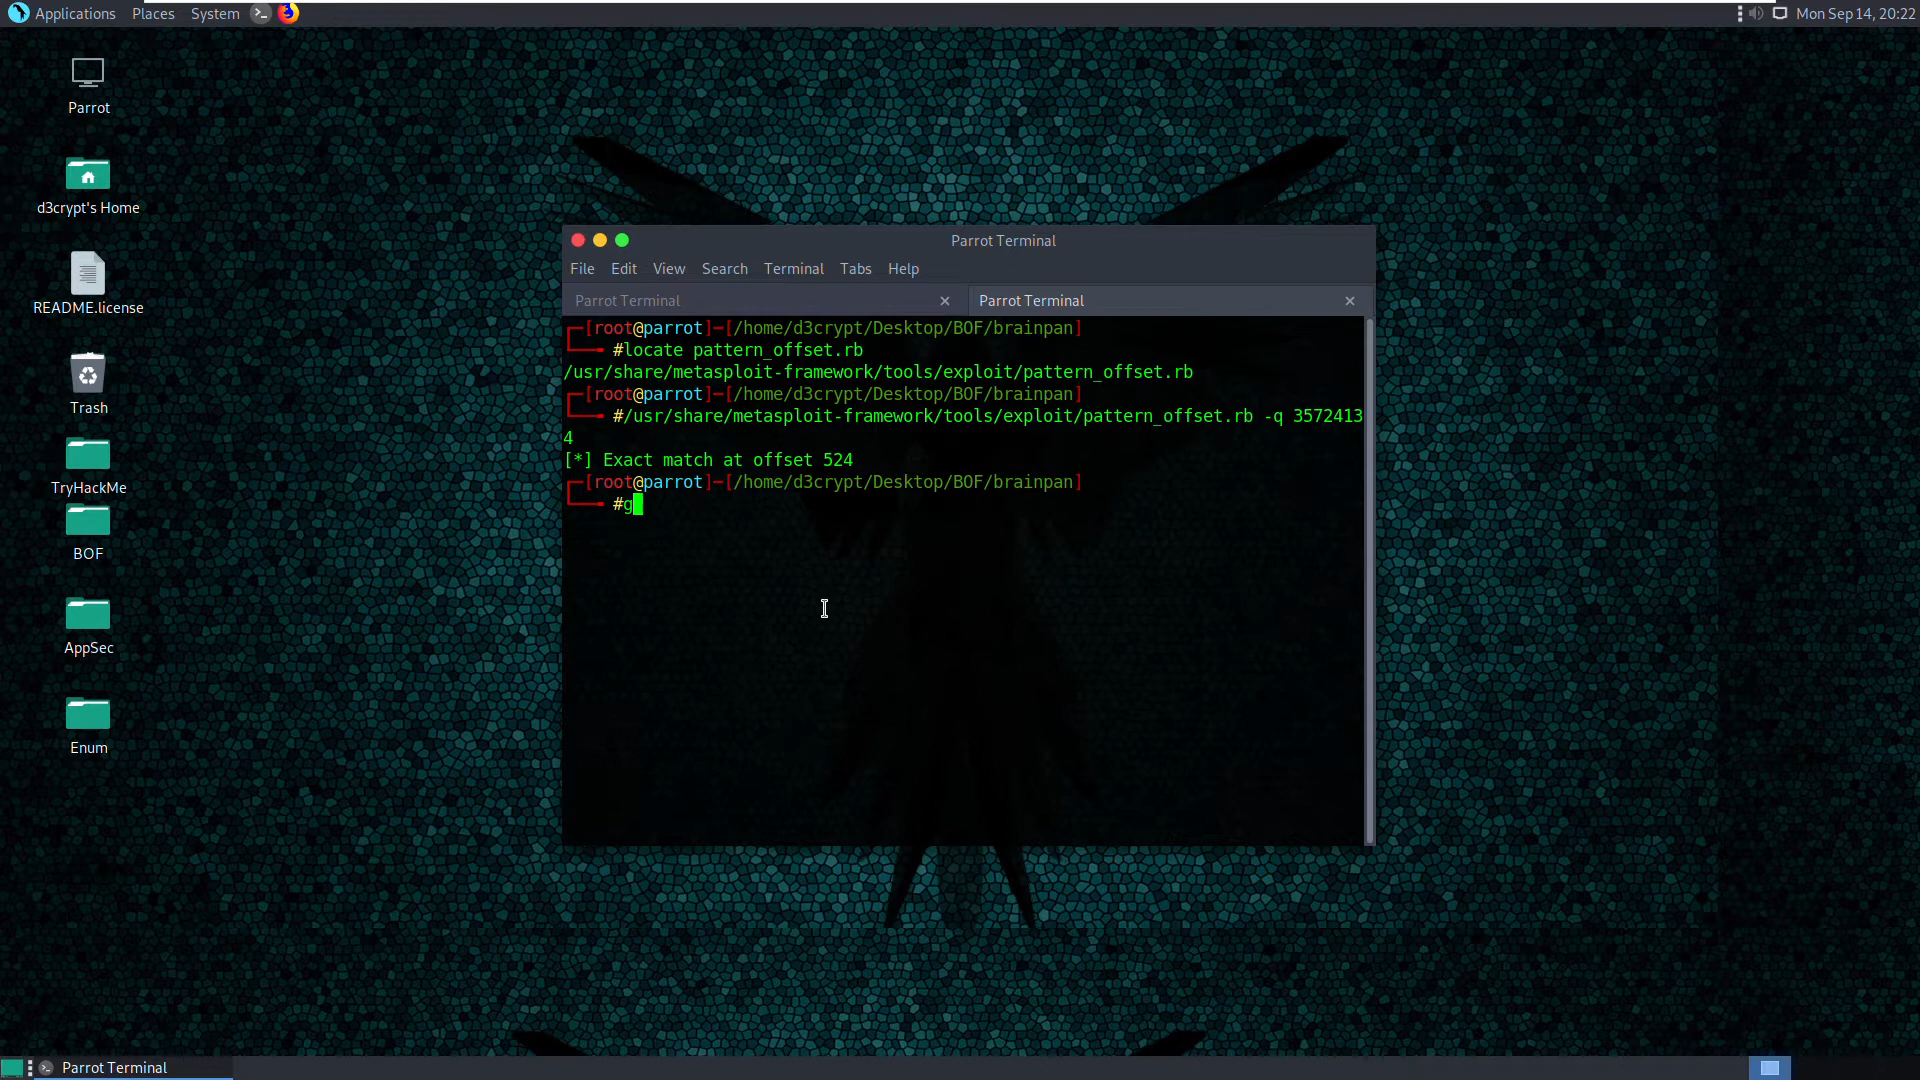 Applications Places System
Mon Sep 14, 20:22
Parrot
d3crypt's Home
README.license
Trash
TryHackMe
BOF
AppSec
Enum
Parrot Terminal
File Edit View Search Terminal Tabs Help
Parrot Terminal
Parrot Terminal
┌─[root@parrot]─[/home/d3crypt/Desktop/BOF/brainpan]
└──╼ #locate pattern_offset.rb
/usr/share/metasploit-framework/tools/exploit/pattern_offset.rb
┌─[root@parrot]─[/home/d3crypt/Desktop/BOF/brainpan]
└──╼ #/usr/share/metasploit-framework/tools/exploit/pattern_offset.rb -q 3572413
4
[*] Exact match at offset 524
┌─[root@parrot]─[/home/d3crypt/Desktop/BOF/brainpan]
└──╼ #g
Parrot Terminal